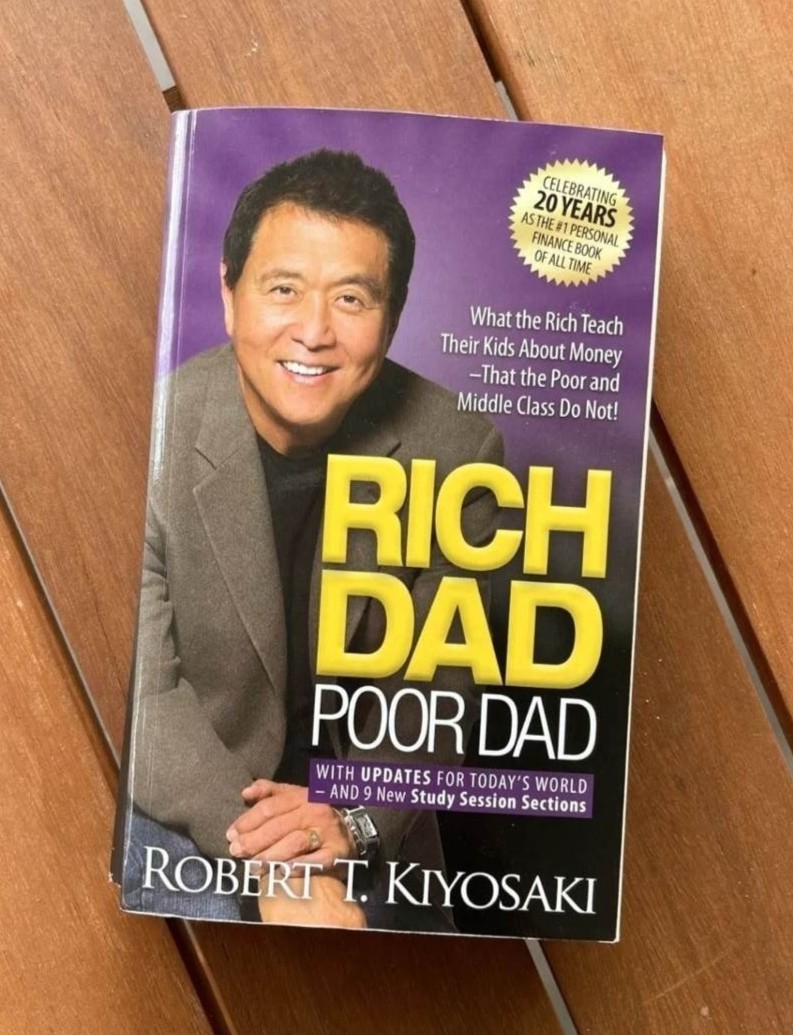 CELEBRATING
20 YEARS
AS THE #1 PERSONAL
FINANCE BOOK
OF ALL TIME
What the Rich Teach
Their Kids About Money
–That the Poor and
Middle Class Do Not!
RICH
DAD
POOR DAD
WITH UPDATES FOR TODAY'S WORLD
– AND 9 New Study Session Sections
ROBERT T. KIYOSAKI